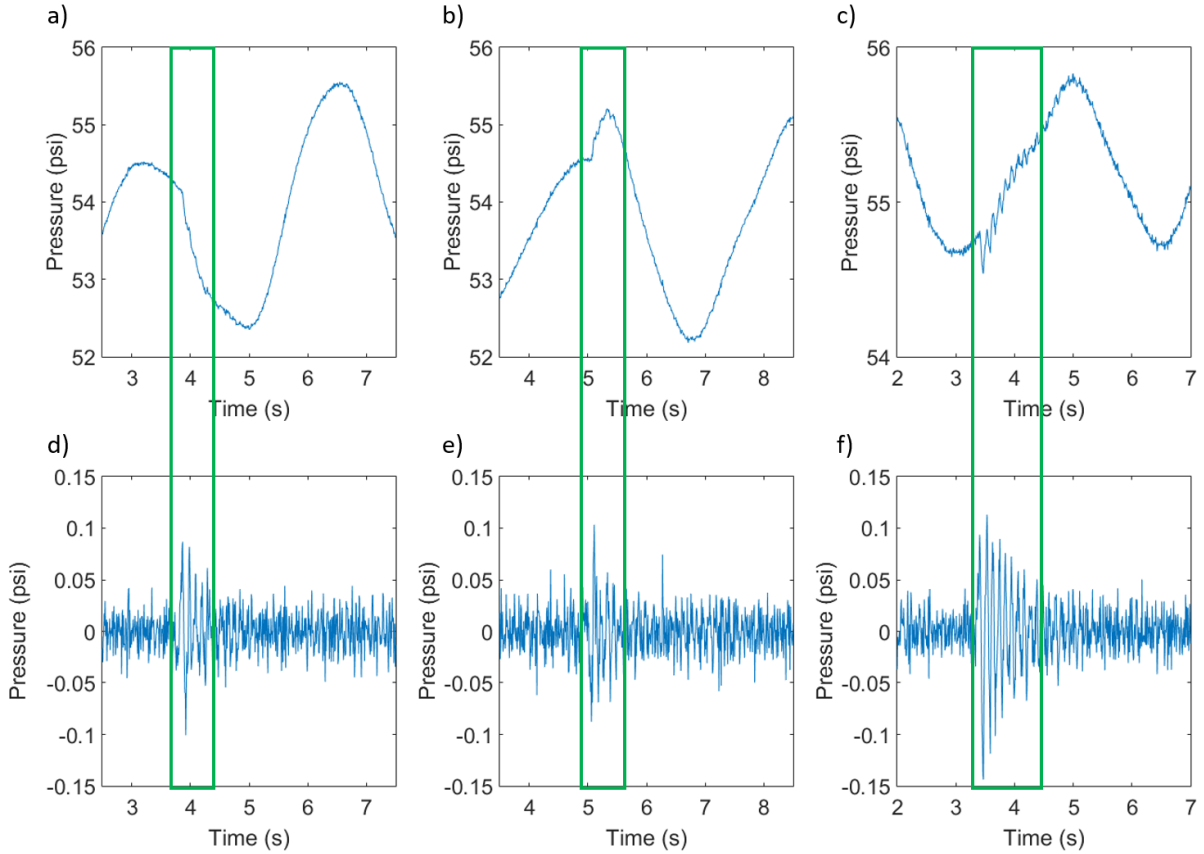 a)
b)
c)
Pressure (psi)
56
55
54
53
52
3 4 5 6 7
Time (s)
Pressure (psi)
56
55
54
53
52
4 5 6 7 8
Time (s)
Pressure (psi)
56
55
54
2 3 4 5 6 7
Time (s)
d)
e)
f)
Pressure (psi)
0.15
0.1
0.05
0
-0.05
-0.1
-0.15
3 4 5 6 7
Time (s)
Pressure (psi)
0.15
0.1
0.05
0
-0.05
-0.1
-0.15
4 5 6 7 8
Time (s)
Pressure (psi)
0.15
0.1
0.05
0
-0.05
-0.1
-0.15
2 3 4 5 6 7
Time (s)